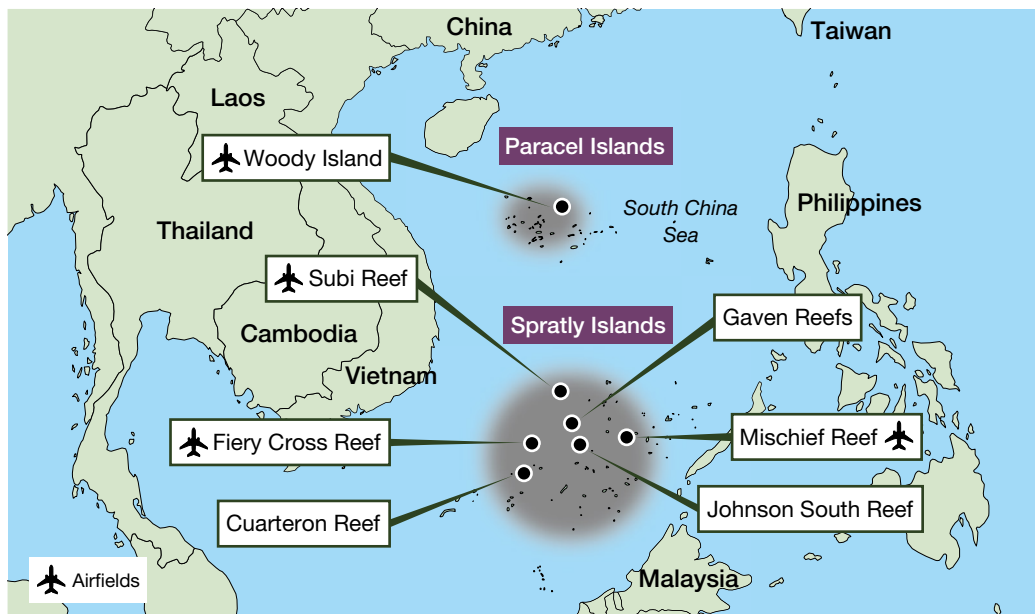 China
Taiwan
Laos
Woody Island
Paracel Islands
South China
Sea
Philippines
Thailand
Subi Reef
Spratly Islands
Gaven Reefs
Cambodia
Vietnam
Fiery Cross Reef
Mischief Reef
Cuarteron Reef
Johnson South Reef
Airfields
Malaysia